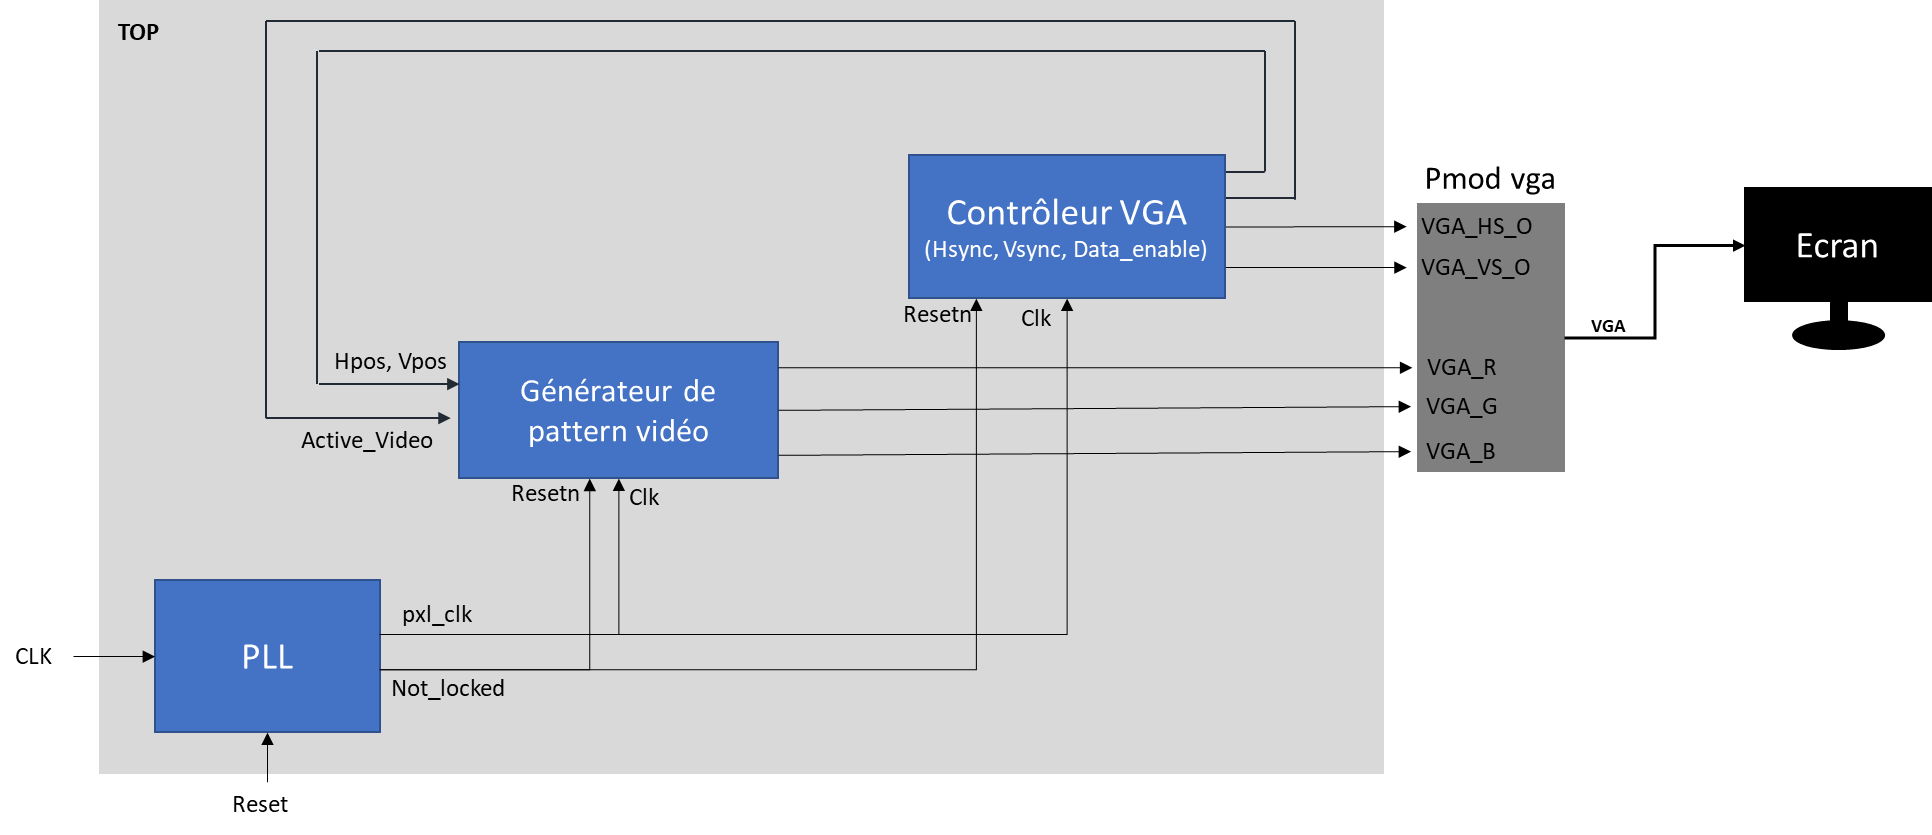 TOP
Pmod vga
Contrôleur VGA
(Hsync, Vsync, Data_enable)
VGA_HS_O
VGA_VS_O
Ecran
Resetn
Clk
VGA
Hpos, Vpos
Active_Video
Générateur de
pattern vidéo
VGA_R
VGA_G
VGA_B
Resetn
Clk
pxl_clk
CLK
PLL
Not_locked
Reset